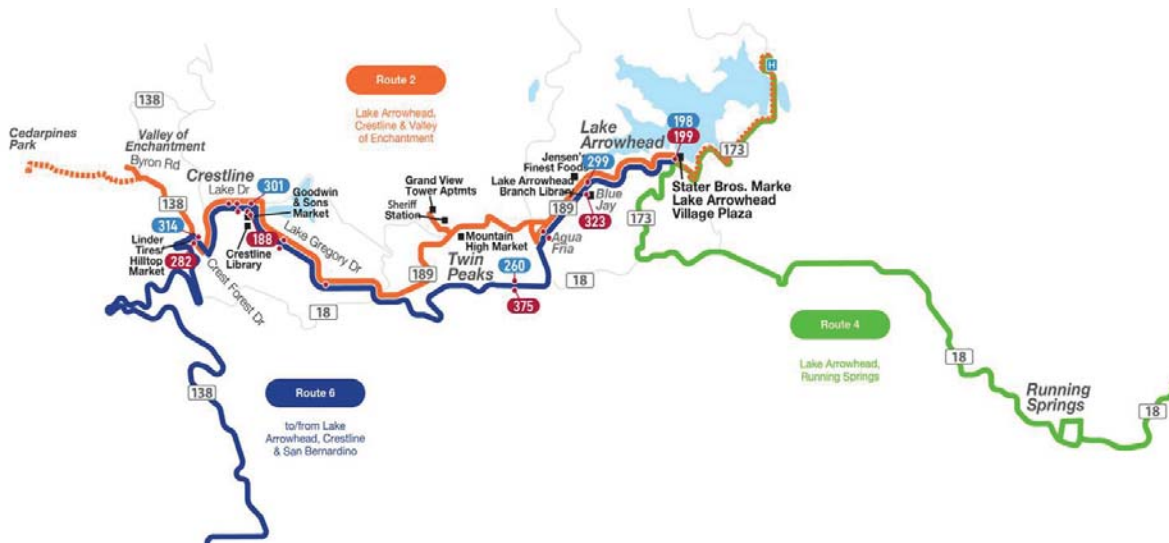 138
Route 2
Lake Arrowhead,
Crestline & Valley
of Enchantment
H
Cedarpines
Park
Valley of
Enchantment
Byron Rd
138
Crestline
Lake Dr
301
Goodwin
& Sons
Market
314
Linder
Tires/
Hilltop
Market
282
Crestline
Library
188
Crest Forest Dr
Lake Gregory Dr
18
Grand View
Tower Aptmts
Sheriff
Station
Mountain
High Market
Twin
Peaks
189
260
375
18
Lake
Arrowhead
198
199
Jensen'
Finest Food
299
Lake Arrowhead
Branch Library
Blue
Jay
189
323
Agua
Fria
Stater Bros. Marke
Lake Arrowhead
Village Plaza
173
173
Route 4
Lake Arrowhead,
Running Springs
18
Running
Springs
18
138
Route 6
to/from Lake
Arrowhead, Crestline
& San Bernardino